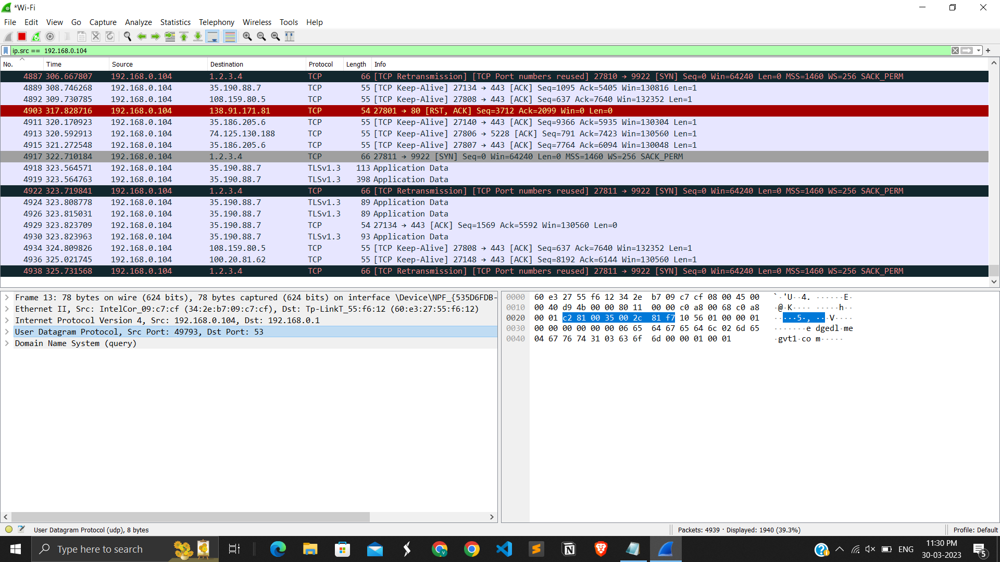 *Wi-Fi
File Edit View Go Capture Analyze Statistics Telephony Wireless Tools Help
ip.src == 192.168.0.104
No. Time Source Destination Protocol Length Info
4887 306.667807 192.168.0.104 1.2.3.4 TCP 66 [TCP Retransmission] [TCP Port numbers reused] 27810 → 9922 [SYN] Seq=0 Win=64240 Len=0 MSS=1460 WS=256 SACK_PERM
4889 308.746268 192.168.0.104 35.190.88.7 TCP 55 [TCP Keep-Alive] 27134 → 443 [ACK] Seq=1095 Ack=5405 Win=130816 Len=1
4892 309.730785 192.168.0.104 108.159.80.5 TCP 55 [TCP Keep-Alive] 27808 → 443 [ACK] Seq=637 Ack=7640 Win=132352 Len=1
4903 317.828716 192.168.0.104 138.91.171.81 TCP 54 27801 → 80 [RST, ACK] Seq=3712 Ack=2099 Win=0 Len=0
4911 320.170923 192.168.0.104 35.186.205.6 TCP 55 [TCP Keep-Alive] 27140 → 443 [ACK] Seq=9366 Ack=5935 Win=130304 Len=1
4913 320.592913 192.168.0.104 74.125.130.188 TCP 55 [TCP Keep-Alive] 27806 → 5228 [ACK] Seq=791 Ack=7423 Win=130560 Len=1
4915 321.272548 192.168.0.104 35.186.205.6 TCP 55 [TCP Keep-Alive] 27807 → 443 [ACK] Seq=7764 Ack=6094 Win=130048 Len=1
4917 322.710184 192.168.0.104 1.2.3.4 TCP 66 27811 → 9922 [SYN] Seq=0 Win=64240 Len=0 MSS=1460 WS=256 SACK_PERM
4918 323.564571 192.168.0.104 35.190.88.7 TLSv1.3 113 Application Data
4919 323.564763 192.168.0.104 35.190.88.7 TLSv1.3 398 Application Data
4922 323.719841 192.168.0.104 1.2.3.4 TCP 66 [TCP Retransmission] [TCP Port numbers reused] 27811 → 9922 [SYN] Seq=0 Win=64240 Len=0 MSS=1460 WS=256 SACK_PERM
4924 323.808778 192.168.0.104 35.190.88.7 TLSv1.3 89 Application Data
4926 323.815031 192.168.0.104 35.190.88.7 TLSv1.3 89 Application Data
4929 323.823709 192.168.0.104 35.190.88.7 TCP 54 27134 → 443 [ACK] Seq=1569 Ack=5592 Win=130560 Len=0
4930 323.823963 192.168.0.104 35.190.88.7 TLSv1.3 93 Application Data
4934 324.809826 192.168.0.104 108.159.80.5 TCP 55 [TCP Keep-Alive] 27808 → 443 [ACK] Seq=637 Ack=7640 Win=132352 Len=1
4936 325.021745 192.168.0.104 100.20.81.62 TCP 55 [TCP Keep-Alive] 27148 → 443 [ACK] Seq=8192 Ack=6144 Win=130560 Len=1
4938 325.731568 192.168.0.104 1.2.3.4 TCP 66 [TCP Retransmission] [TCP Port numbers reused] 27811 → 9922 [SYN] Seq=0 Win=64240 Len=0 MSS=1460 WS=256 SACK_PERM
Frame 13: 78 bytes on wire (624 bits), 78 bytes captured (624 bits) on interface \Device\NPF_{535D6FDB-
Ethernet II, Src: IntelCor_09:c7:cf (34:2e:b7:09:c7:cf), Dst: Tp-LinkT_55:f6:12 (60:e3:27:55:f6:12)
Internet Protocol Version 4, Src: 192.168.0.104, Dst: 192.168.0.1
User Datagram Protocol, Src Port: 49793, Dst Port: 53
Domain Name System (query)
0000 60 e3 27 55 f6 12 34 2e b7 09 c7 cf 08 00 45 00 `·'U·4. ······E·
0010 00 40 d9 4b 00 00 80 11 00 00 c0 a8 00 68 c0 a8 ·@·K···· ·····h··
0020 00 01 c2 81 00 35 00 2c 81 f7 10 56 01 00 00 01 ·····5·, ···V····
0030 00 00 00 00 00 00 06 65 64 67 65 64 6c 02 6d 65 ·······e dgedl·me
0040 04 67 76 74 31 03 63 6f 6d 00 00 01 00 01 ·gvt1·co m·····
User Datagram Protocol (udp), 8 bytes
Packets: 4939 · Displayed: 1940 (39.3%)
Profile: Default
Type here to search
ENG
11:30 PM
30-03-2023
5